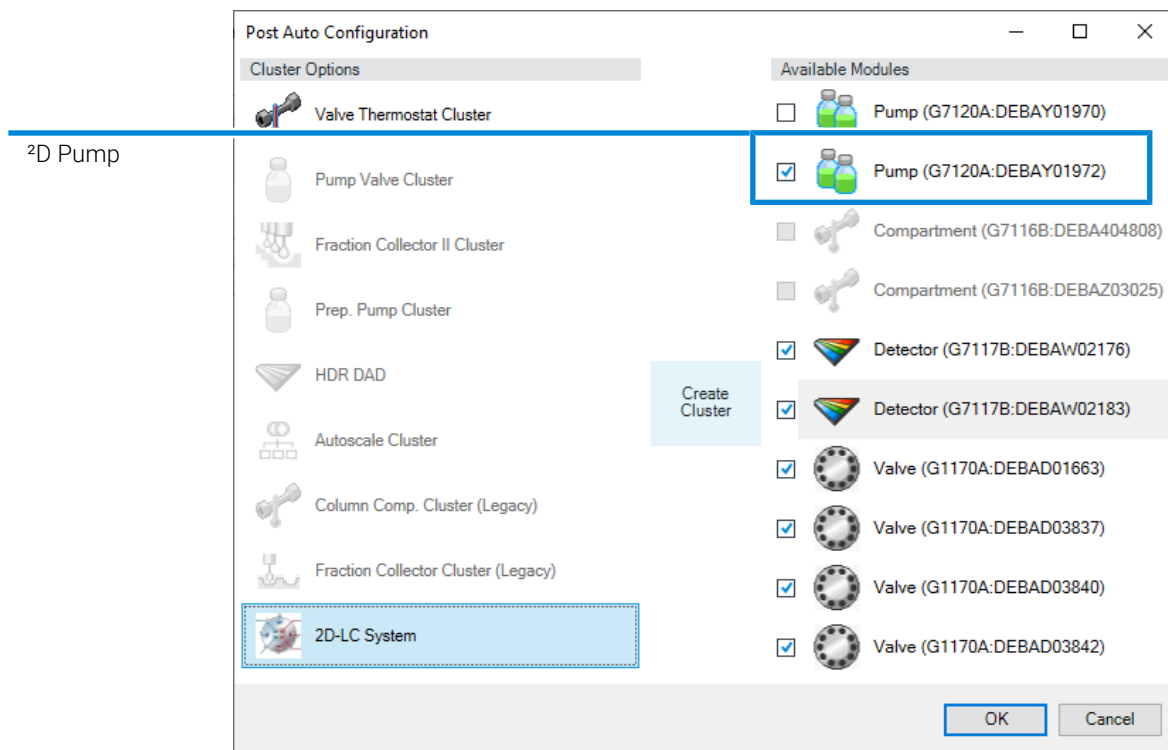 Post Auto Configuration
Cluster Options
Valve Thermostat Cluster
²D Pump
Pump Valve Cluster
Fraction Collector II Cluster
Prep. Pump Cluster
HDR DAD
Autoscale Cluster
Column Comp. Cluster (Legacy)
Fraction Collector Cluster (Legacy)
2D-LC System
Create
Cluster
Available Modules
Pump (G7120A:DEBAY01970)
Pump (G7120A:DEBAY01972)
Compartment (G7116B:DEBA404808)
Compartment (G7116B:DEBAZ03025)
Detector (G7117B:DEBAW02176)
Detector (G7117B:DEBAW02183)
Valve (G1170A:DEBAD01663)
Valve (G1170A:DEBAD03837)
Valve (G1170A:DEBAD03840)
Valve (G1170A:DEBAD03842)
OK
Cancel